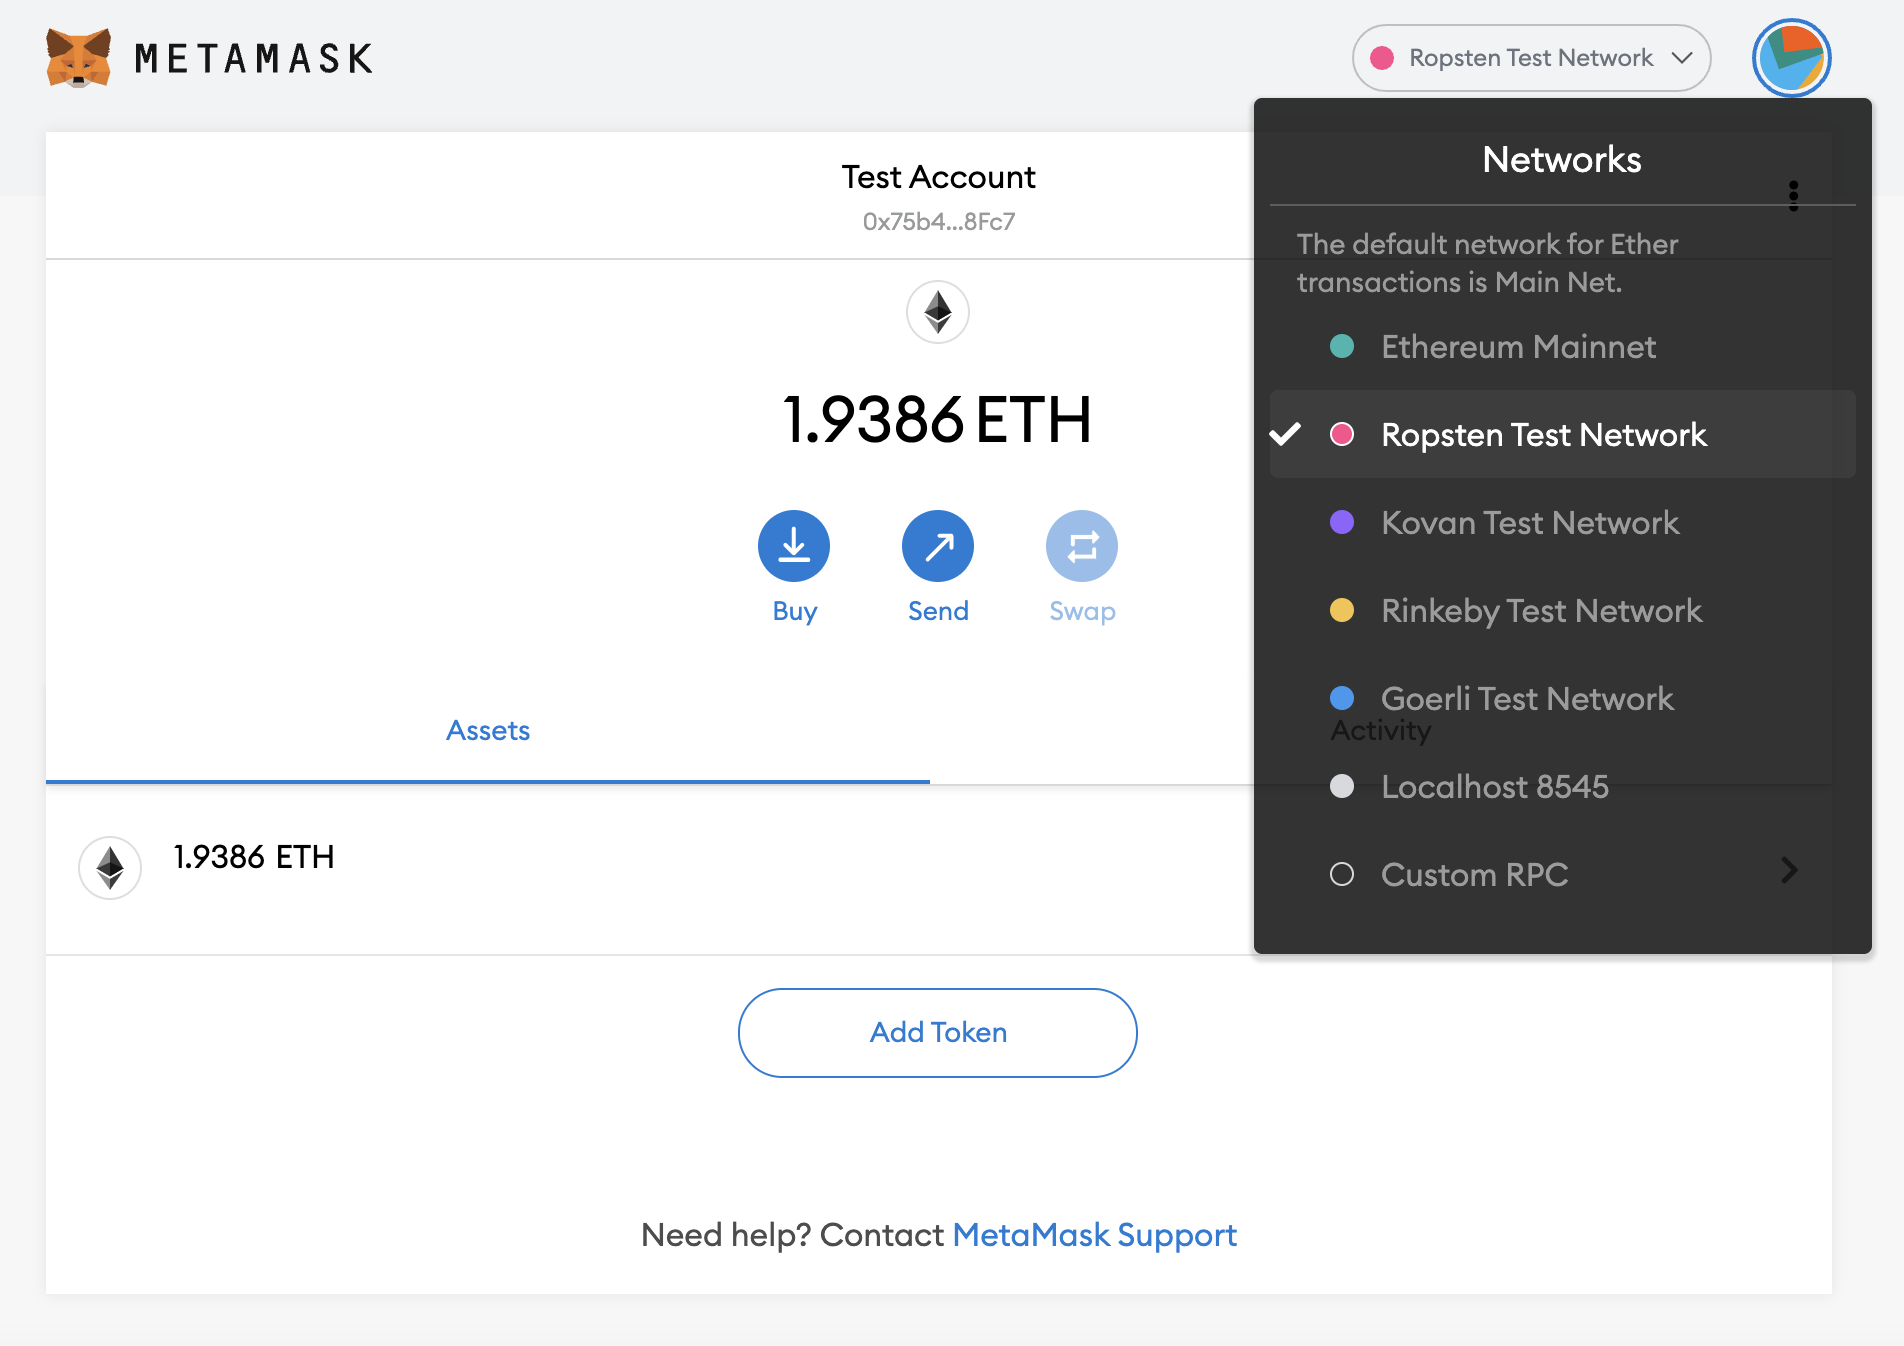 METAMASK
Ropsten Test Network
Test Account
0x75b4...8Fc7
1.9386 ETH
Buy
Send
Swap
Assets
Activity
1.9386 ETH
Add Token
Need help? Contact MetaMask Support
Networks
The default network for Ether
transactions is Main Net.
Ethereum Mainnet
Ropsten Test Network
Kovan Test Network
Rinkeby Test Network
Goerli Test Network
Localhost 8545
Custom RPC